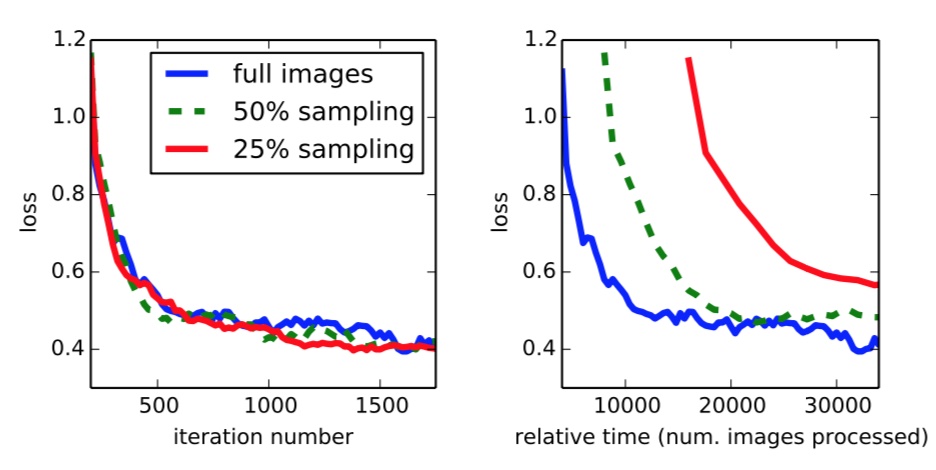 1.2
1.0
0.8
0.6
0.4
loss
500
1000
1500
iteration number
full images
50% sampling
25% sampling
1.2
1.0
0.8
0.6
0.4
loss
10000
20000
30000
relative time (num. images processed)